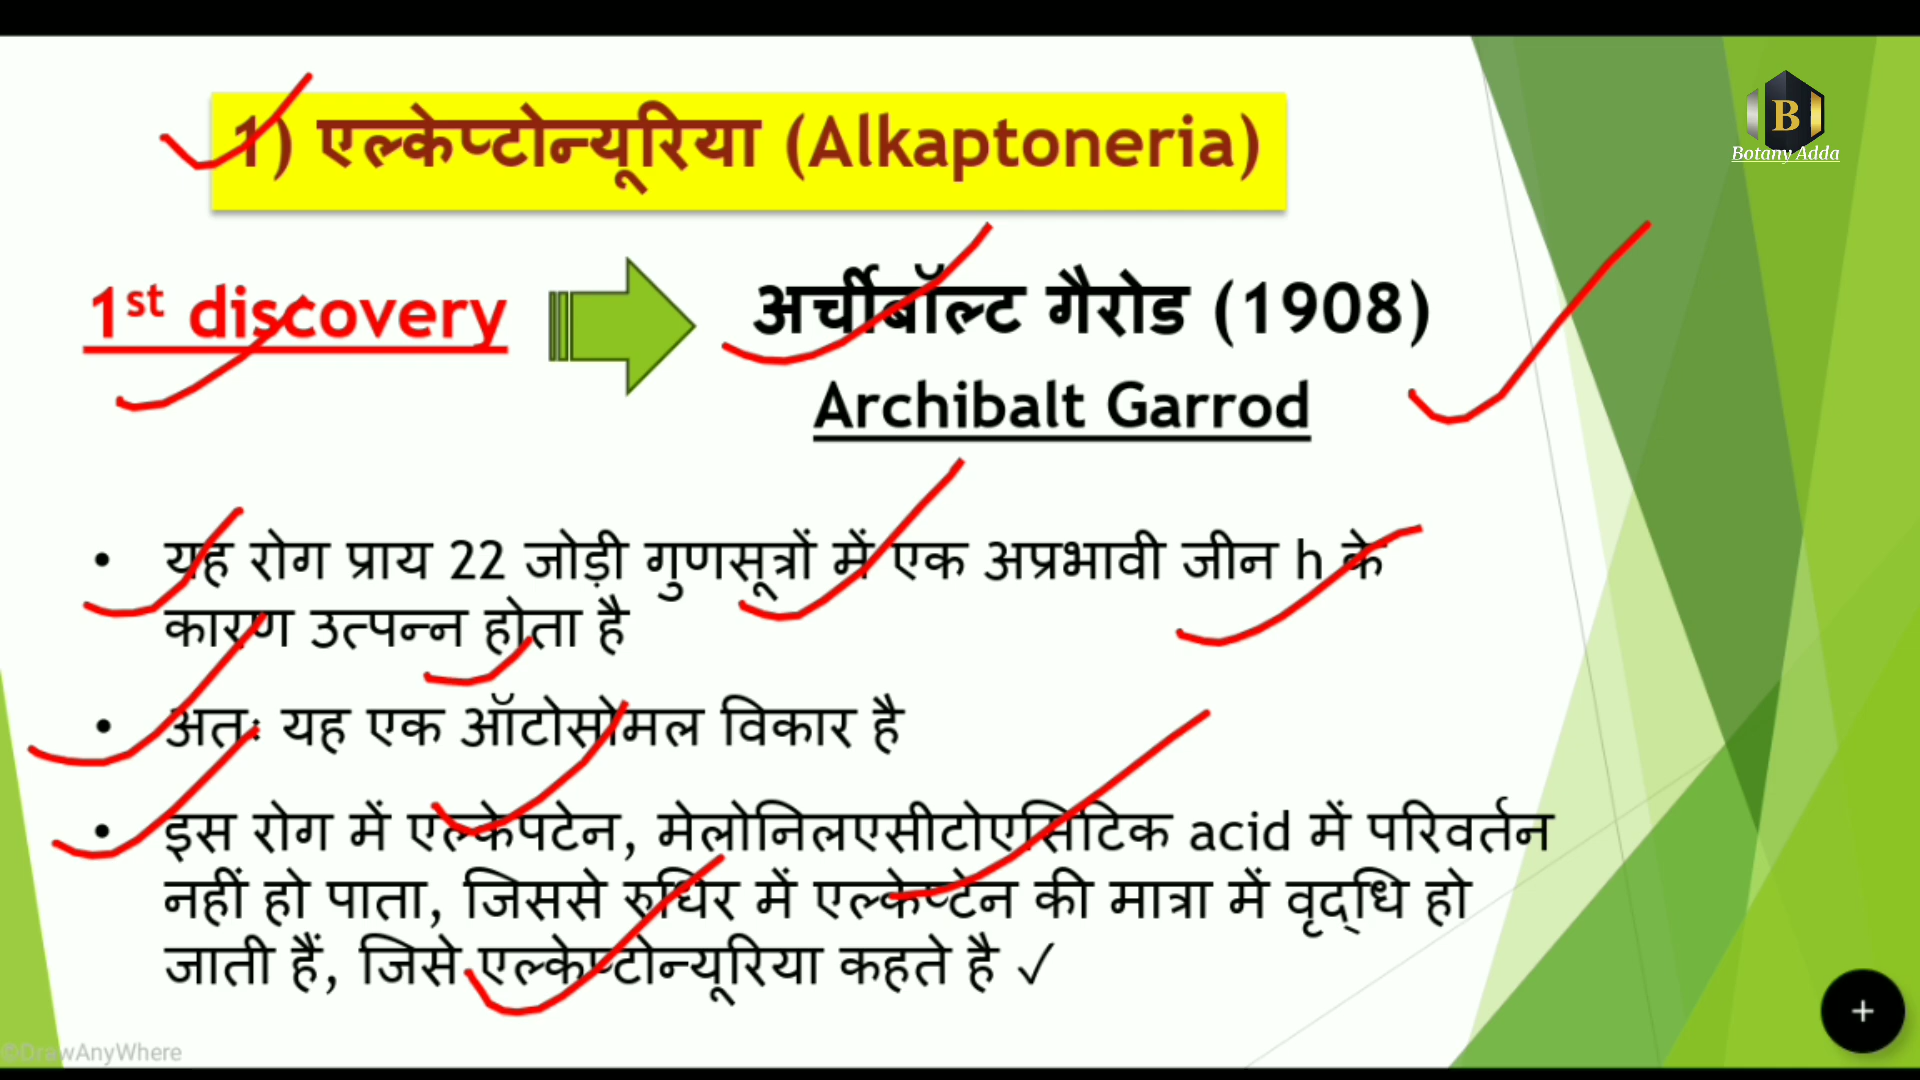 B
Botany Adda
1) एल्केप्टोन्यूरिया (Alkaptoneria)
1st discovery
अर्चीबॉल्ट गैरोड (1908)
Archibalt Garrod
• यह रोग प्राय 22 जोड़ी गुणसूत्रों में एक अप्रभावी जीन h के
कारण उत्पन्न होता है
• अतः यह एक ऑटोसोमल विकार है
• इस रोग में एल्केपटेन, मेलोनिलएसीटोएसिटिक acid में परिवर्तन
नहीं हो पाता, जिससे रुधिर में एल्केप्टेन की मात्रा में वृद्धि हो
जाती हैं, जिसे एल्केप्टोन्यूरिया कहते है ✓
©DrawAnyWhere
+